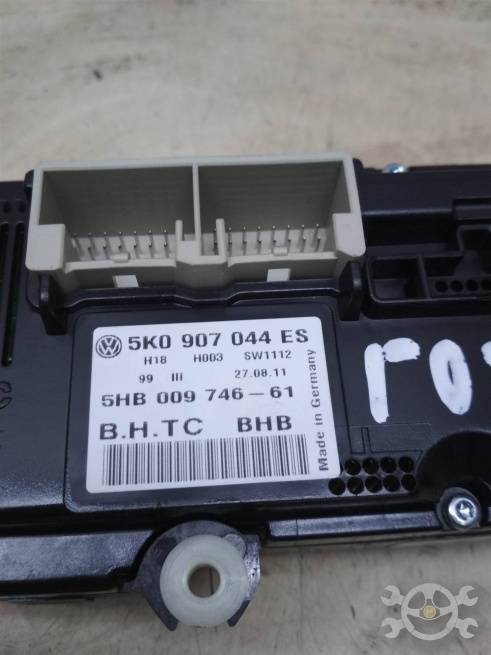 5K0 907 044 ES
H18 H003 SW1112
99 III 27.08.11
5HB 009 746-61
B.H.TC BHB
Made in Germany